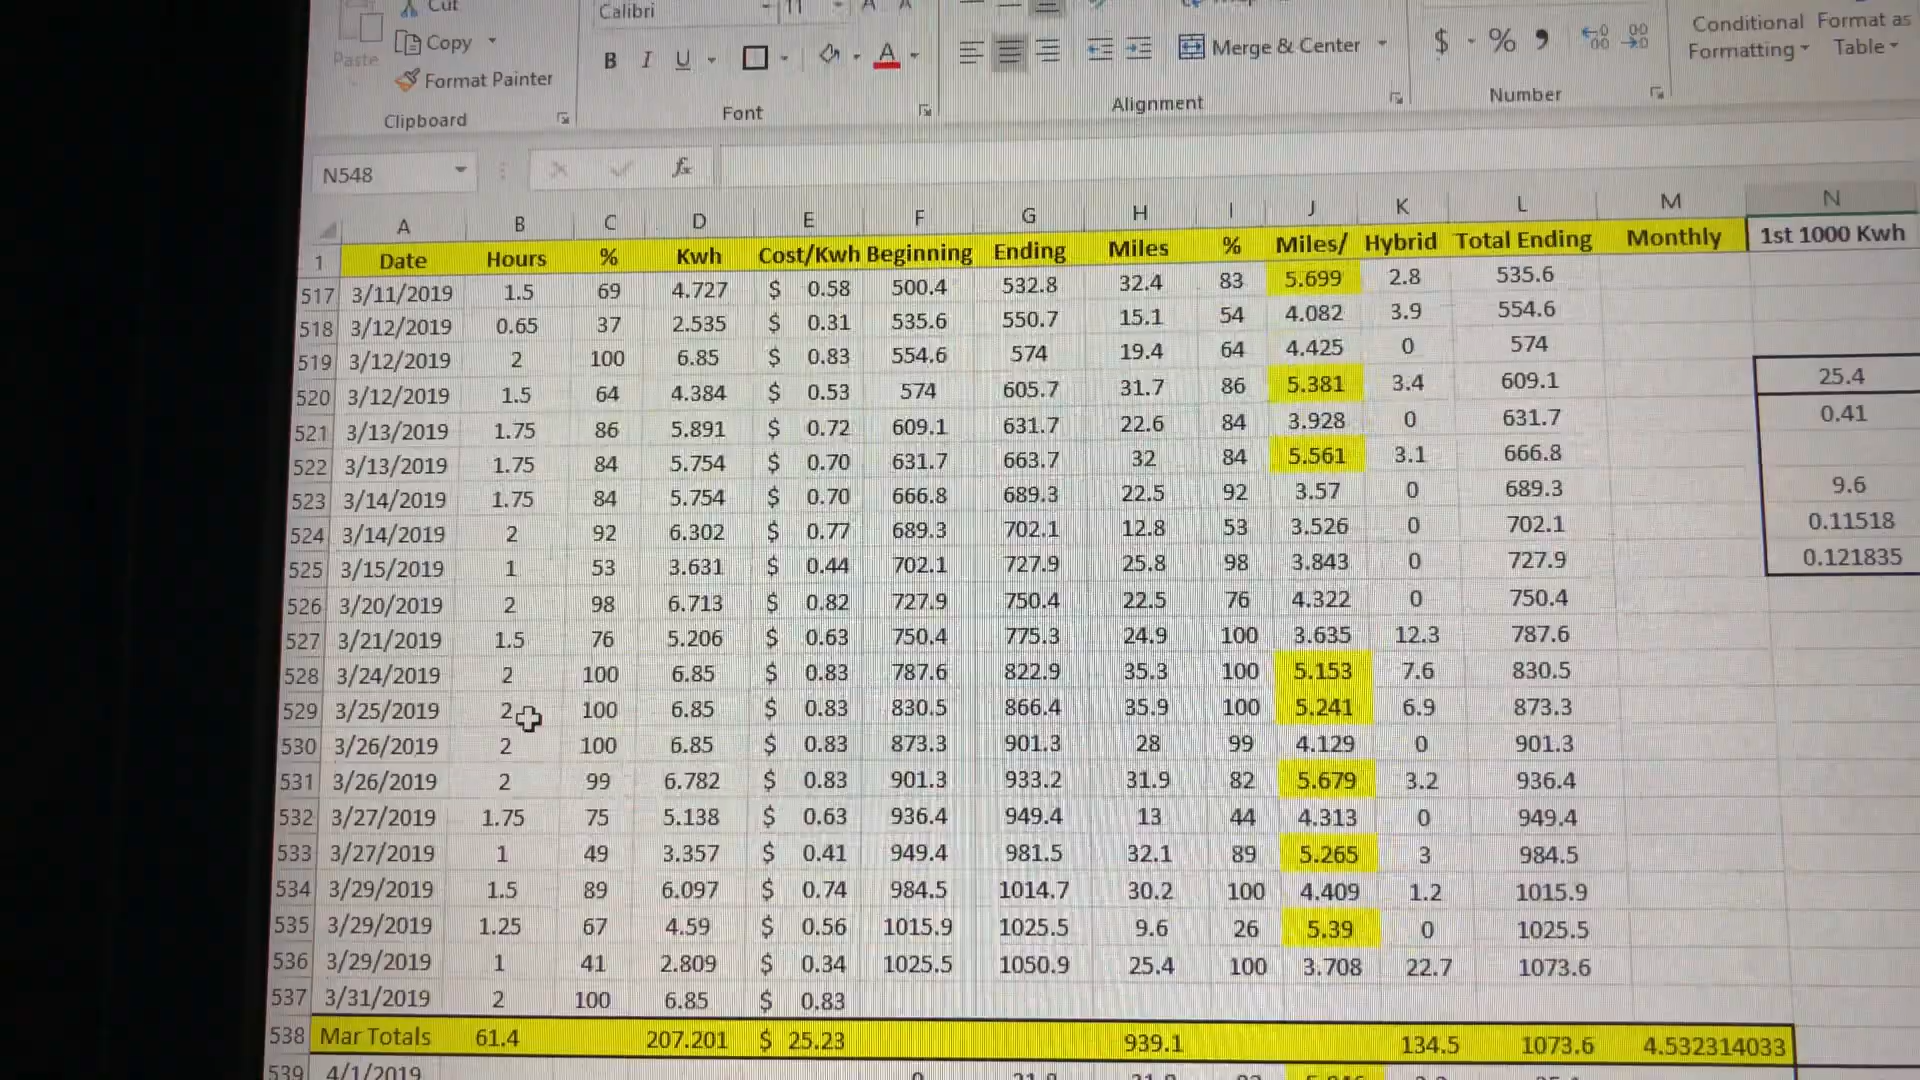 Cut
Copy
Paste
Format Painter
Clipboard
Calibri 11
B I U A
Font
Merge & Center
Alignment
$ % ,
Number
Conditional Formatting
Format as Table
N548 fx
A B C D E F G H I J K L M N
1 Date Hours % Kwh Cost/Kwh Beginning Ending Miles % Miles/ Hybrid Total Ending Monthly 1st 1000 Kwh
517 3/11/2019 1.5 69 4.727 $ 0.58 500.4 532.8 32.4 83 5.699 2.8 535.6
518 3/12/2019 0.65 37 2.535 $ 0.31 535.6 550.7 15.1 54 4.082 3.9 554.6
519 3/12/2019 2 100 6.85 $ 0.83 554.6 574 19.4 64 4.425 0 574
520 3/12/2019 1.5 64 4.384 $ 0.53 574 605.7 31.7 86 5.381 3.4 609.1 25.4
521 3/13/2019 1.75 86 5.891 $ 0.72 609.1 631.7 22.6 84 3.928 0 631.7 0.41
522 3/13/2019 1.75 84 5.754 $ 0.70 631.7 663.7 32 84 5.561 3.1 666.8
523 3/14/2019 1.75 84 5.754 $ 0.70 666.8 689.3 22.5 92 3.57 0 689.3 9.6
524 3/14/2019 2 92 6.302 $ 0.77 689.3 702.1 12.8 53 3.526 0 702.1 0.11518
525 3/15/2019 1 53 3.631 $ 0.44 702.1 727.9 25.8 98 3.843 0 727.9 0.121835
526 3/20/2019 2 98 6.713 $ 0.82 727.9 750.4 22.5 76 4.322 0 750.4
527 3/21/2019 1.5 76 5.206 $ 0.63 750.4 775.3 24.9 100 3.635 12.3 787.6
528 3/24/2019 2 100 6.85 $ 0.83 787.6 822.9 35.3 100 5.153 7.6 830.5
529 3/25/2019 2 100 6.85 $ 0.83 830.5 866.4 35.9 100 5.241 6.9 873.3
530 3/26/2019 2 100 6.85 $ 0.83 873.3 901.3 28 99 4.129 0 901.3
531 3/26/2019 2 99 6.782 $ 0.83 901.3 933.2 31.9 82 5.679 3.2 936.4
532 3/27/2019 1.75 75 5.138 $ 0.63 936.4 949.4 13 44 4.313 0 949.4
533 3/27/2019 1 49 3.357 $ 0.41 949.4 981.5 32.1 89 5.265 3 984.5
534 3/29/2019 1.5 89 6.097 $ 0.74 984.5 1014.7 30.2 100 4.409 1.2 1015.9
535 3/29/2019 1.25 67 4.59 $ 0.56 1015.9 1025.5 9.6 26 5.39 0 1025.5
536 3/29/2019 1 41 2.809 $ 0.34 1025.5 1050.9 25.4 100 3.708 22.7 1073.6
537 3/31/2019 2 100 6.85 $ 0.83
538 Mar Totals 61.4 207.201 $ 25.23 939.1 134.5 1073.6 4.532314033
539 4/1/2019